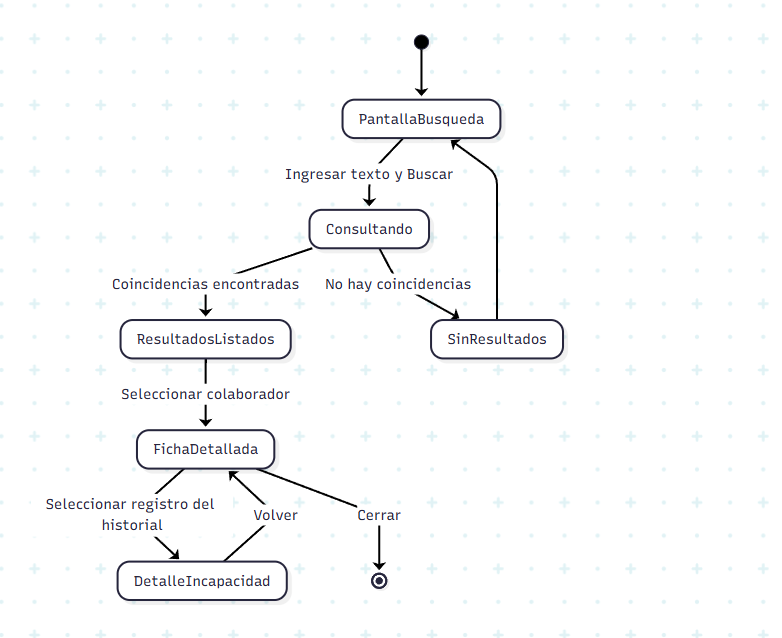 PantallaBusqueda
Ingresar texto y Buscar
Consultando
Coincidencias encontradas
No hay coincidencias
ResultadosListados
SinResultados
Seleccionar colaborador
FichaDetallada
Seleccionar registro del
historial
Volver
Cerrar
DetalleIncapacidad